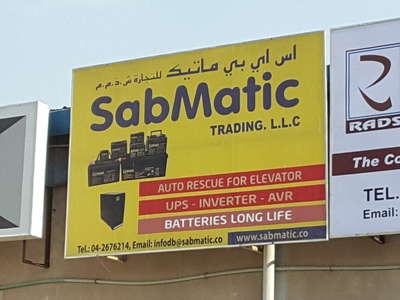 اس اي بي ماتيك للتجارة ش.ذ.م.م
SabMatic
TRADING. L.L.C
AUTO RESCUE FOR ELEVATOR
UPS - INVERTER - AVR
BATTERIES LONG LIFE
Tel.: 04-2676214, Email: infodb@sabmatic.co
www.sabmatic.co
R
RADS
The Co
TEL.
Email: